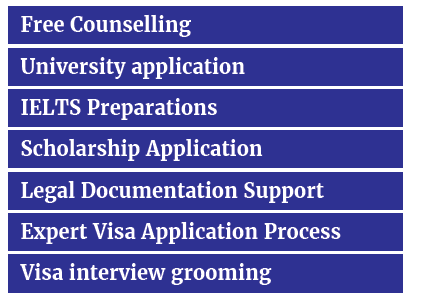 Free Counselling
University application
IELTS Preparations
Scholarship Application
Legal Documentation Support
Expert Visa Application Process
Visa interview grooming